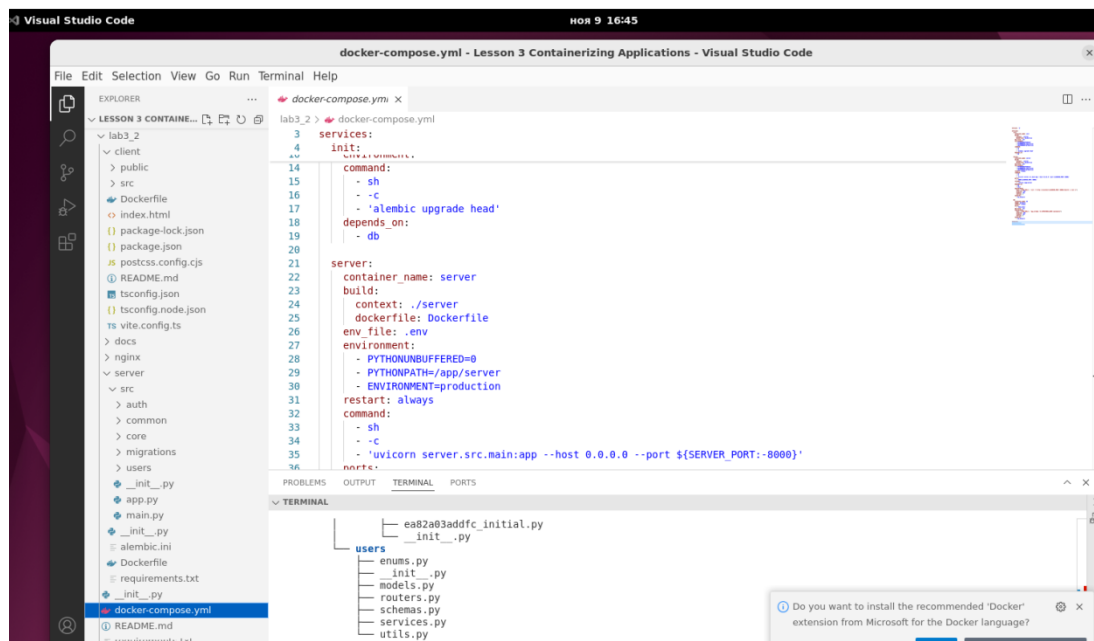 Visual Studio Code
ноя 9 16:45
docker-compose.yml - Lesson 3 Containerizing Applications - Visual Studio Code
File Edit Selection View Go Run Terminal Help
EXPLORER
LESSON 3 CONTAINE...
lab3_2
client
public
src
Dockerfile
index.html
package-lock.json
package.json
postcss.config.cjs
README.md
tsconfig.json
tsconfig.node.json
vite.config.ts
docs
nginx
server
src
auth
common
core
migrations
users
__init__.py
app.py
main.py
__init__.py
alembic.ini
Dockerfile
requirements.txt
__init__.py
docker-compose.yml
README.md
docker-compose.yml
lab3_2 > docker-compose.yml
3 services:
4 init:
14 command:
15 - sh
16 - -c
17 - 'alembic upgrade head'
18 depends_on:
19 - db
20
21 server:
22 container_name: server
23 build:
24 context: ./server
25 dockerfile: Dockerfile
26 env_file: .env
27 environment:
28 - PYTHONUNBUFFERED=0
29 - PYTHONPATH=/app/server
30 - ENVIRONMENT=production
31 restart: always
32 command:
33 - sh
34 - -c
35 - 'uvicorn server.src.main:app --host 0.0.0.0 --port ${SERVER_PORT:-8000}'
36 ports:
PROBLEMS OUTPUT TERMINAL PORTS
TERMINAL
ea82a03addfc_initial.py
__init__.py
users
enums.py
__init__.py
models.py
routers.py
schemas.py
services.py
utils.py
Do you want to install the recommended 'Docker'
extension from Microsoft for the Docker language?